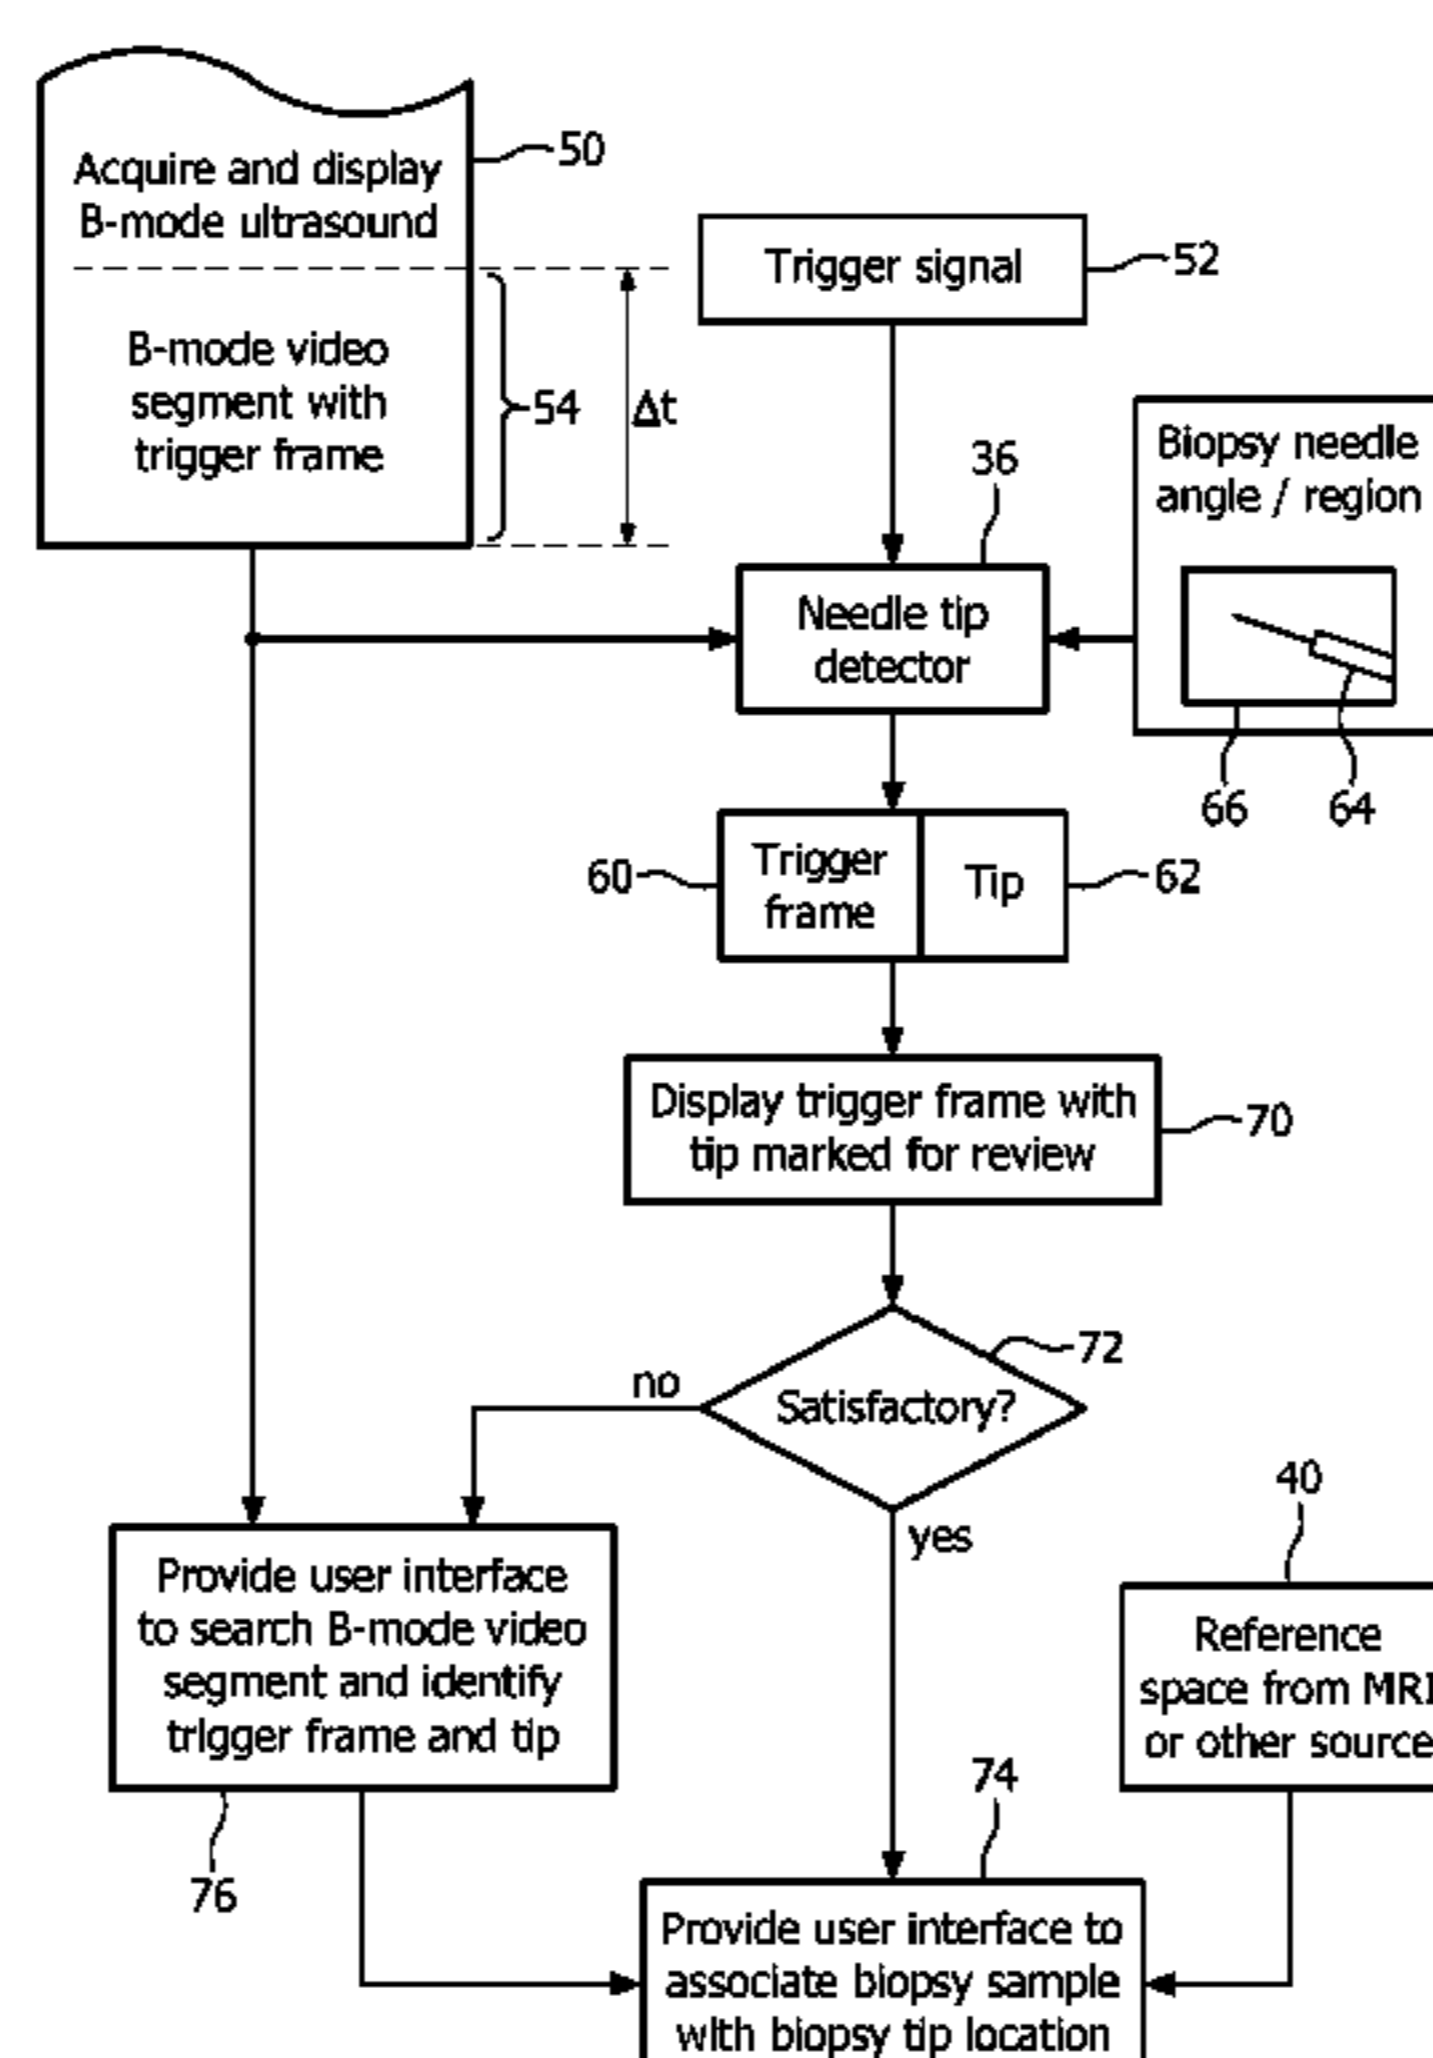 Acquire and display
B-mode ultrasound
50
B-mode video
segment with
trigger frame
54
Δt
Trigger signal
52
36
Biopsy needle
angle / region
Needle tip
detector
66
64
60
Trigger
frame
Tip
62
Display trigger frame with
tip marked for review
70
72
Satisfactory?
no
yes
40
Provide user interface
to search B-mode video
segment and identify
trigger frame and tip
76
Reference
space from MRI
or other source
74
Provide user interface to
associate biopsy sample
with biopsy tip location